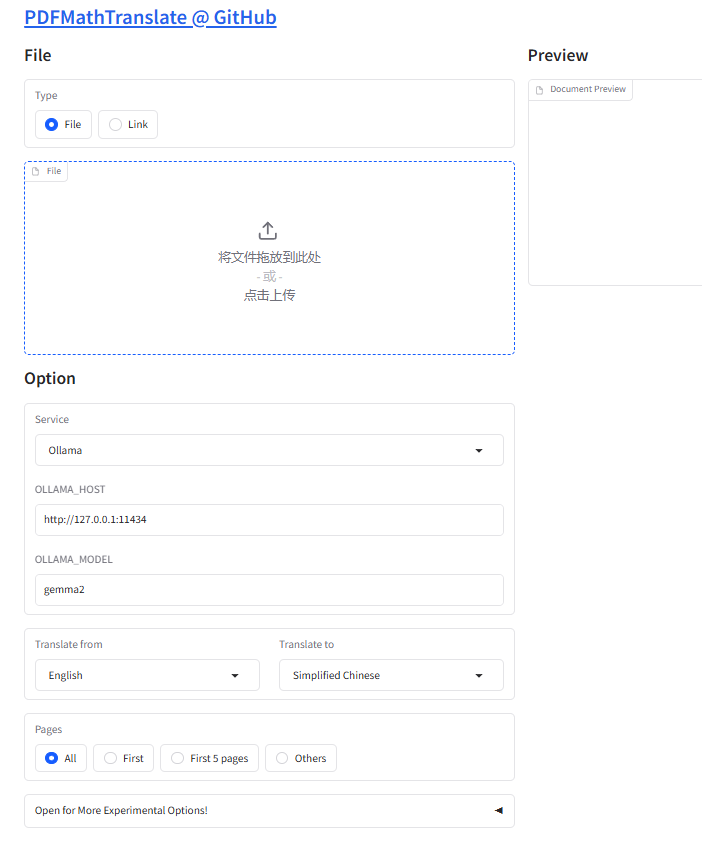 PDFMathTranslate @ GitHub
File
Type
File
Link
File
将文件拖放到此处
- 或 -
点击上传
Option
Service
Ollama
OLLAMA_HOST
http://127.0.0.1:11434
OLLAMA_MODEL
gemma2
Translate from
Translate to
English
Simplified Chinese
Pages
All
First
First 5 pages
Others
Open for More Experimental Options!
Preview
Document Preview